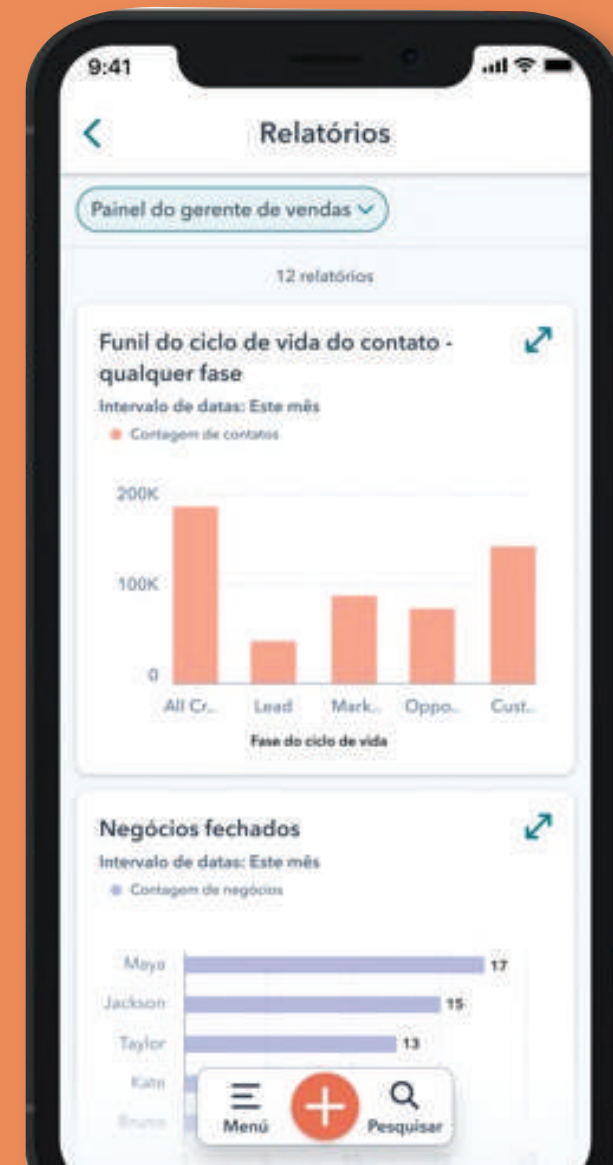 9:41
Relatórios
Painel do gerente de vendas
12 relatórios
Funil do ciclo de vida do contato -
qualquer fase
Intervalo de datas: Este mês
Contagem de contatos
200K
100K
0
All Cr..
Lead
Mark..
Oppo..
Cust..
Fase do ciclo de vida
Negócios fechados
Intervalo de datas: Este mês
Contagem de negócios
Maya 17
Jackson 15
Taylor 13
Kate
Bruno
Menú
Pesquisar